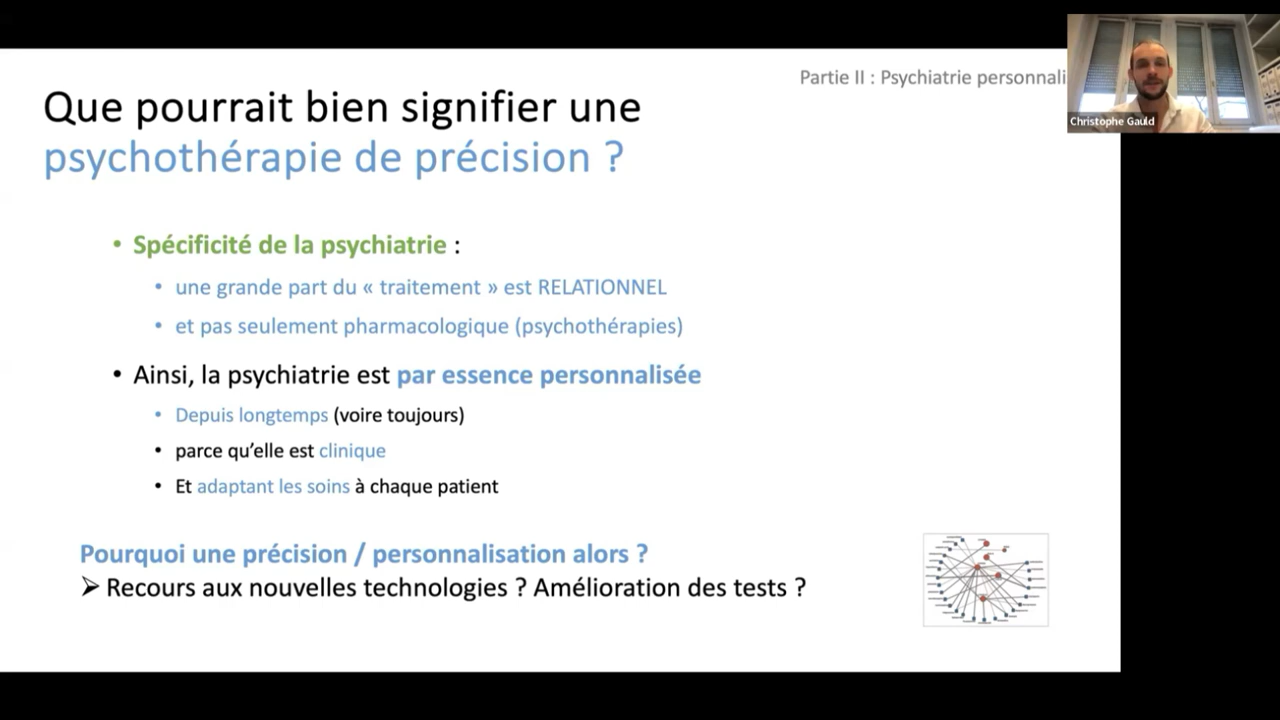 Partie II : Psychiatrie personnali
Christophe Gauld
Que pourrait bien signifier une
psychothérapie de précision ?
• Spécificité de la psychiatrie :
• une grande part du « traitement » est RELATIONNEL
• et pas seulement pharmacologique (psychothérapies)
• Ainsi, la psychiatrie est par essence personnalisée
• Depuis longtemps (voire toujours)
• parce qu’elle est clinique
• Et adaptant les soins à chaque patient
Pourquoi une précision / personnalisation alors ?
➢ Recours aux nouvelles technologies ? Amélioration des tests ?